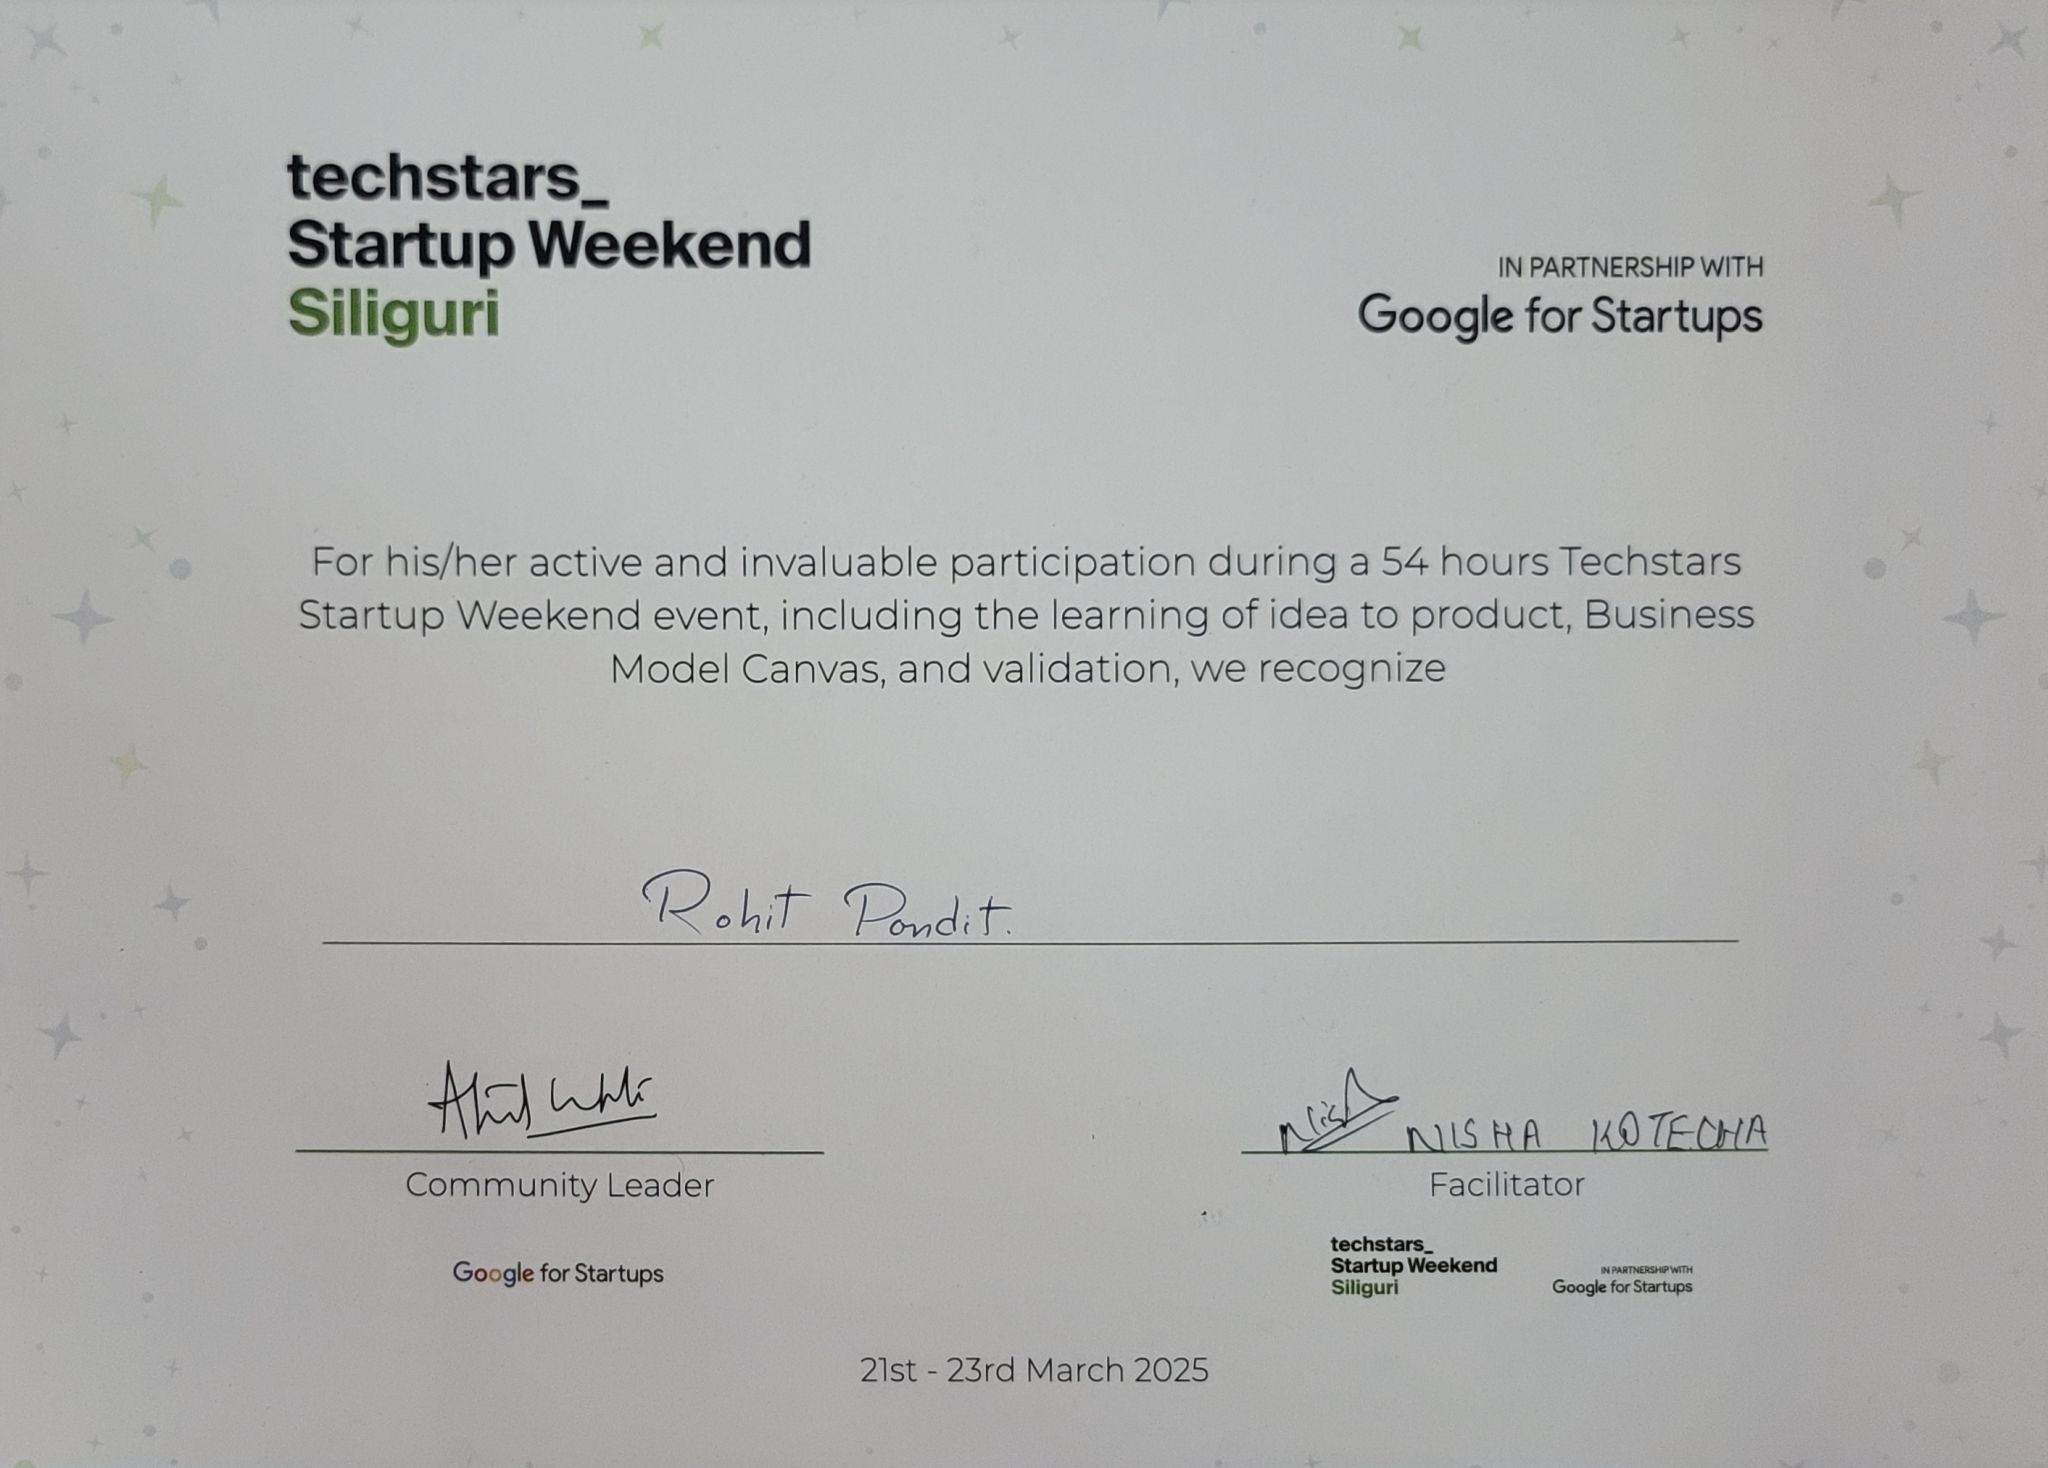 techstars_
Startup Weekend
Siliguri
IN PARTNERSHIP WITH
Google for Startups
For his/her active and invaluable participation during a 54 hours Techstars
Startup Weekend event, including the learning of idea to product, Business
Model Canvas, and validation, we recognize
Rohit Pandit.
NISHA KOTECHA
Community Leader
Facilitator
Google for Startups
techstars_
Startup Weekend
Siliguri
IN PARTNERSHIP WITH
Google for Startups
21st - 23rd March 2025